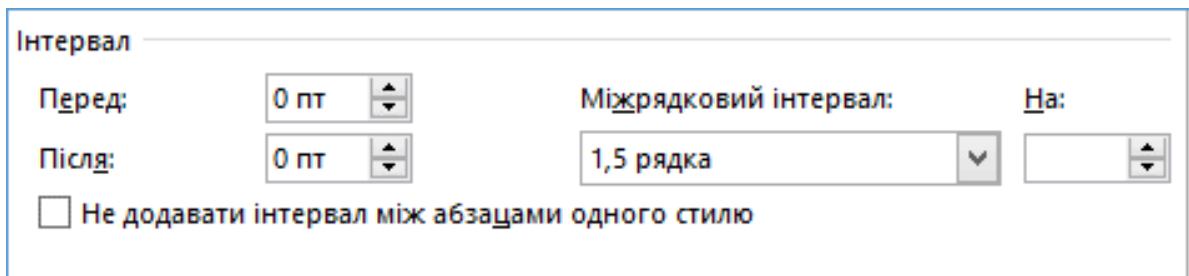 Інтервал
Перед: 0 пт Міжрядковий інтервал: На:
Після: 0 пт 1,5 рядка
Не додавати інтервал між абзацами одного стилю